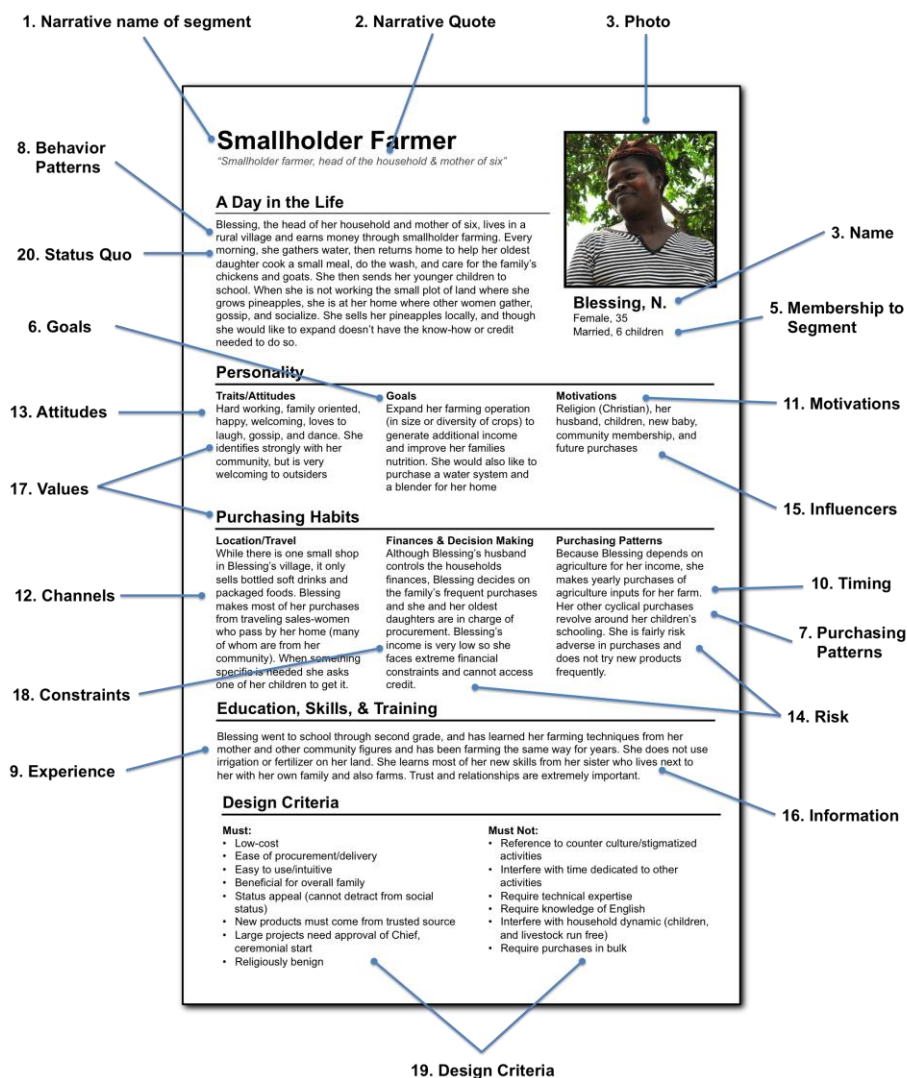 1. Narrative name of segment
2. Narrative Quote
3. Photo
Smallholder Farmer
“Smallholder farmer, head of the household & mother of six”
8. Behavior
Patterns
A Day in the Life
Blessing, the head of her household and mother of six, lives in a
rural village and earns money through smallholder farming. Every
morning, she gathers water, then returns home to help her oldest
daughter cook a small meal, do the wash, and care for the family’s
chickens and goats. She then sends her younger children to
school. When she is not working the small plot of land where she
grows pineapples, she is at her home where other women gather,
gossip, and socialize. She sells her pineapples locally, and though
she would like to expand doesn’t have the know-how or credit
needed to do so.
20. Status Quo
3. Name
Blessing, N.
Female, 35
Married, 6 children
5. Membership to
Segment
6. Goals
Personality
Traits/Attitudes
Hard working, family oriented,
happy, welcoming, loves to
laugh, gossip, and dance. She
identifies strongly with her
community, but is very
welcoming to outsiders
Goals
Expand her farming operation
(in size or diversity of crops) to
generate additional income
and improve her families
nutrition. She would also like to
purchase a water system and
a blender for her home
Motivations
Religion (Christian), her
husband, children, new baby,
community membership, and
future purchases
13. Attitudes
11. Motivations
17. Values
15. Influencers
Purchasing Habits
Location/Travel
While there is one small shop
in Blessing’s village, it only
sells bottled soft drinks and
packaged foods. Blessing
makes most of her purchases
from traveling sales-women
who pass by her home (many
of whom are from her
community). When something
specific is needed she asks
one of her children to get it.
Finances & Decision Making
Although Blessing’s husband
controls the households
finances, Blessing decides on
the family’s frequent purchases
and she and her oldest
daughters are in charge of
procurement. Blessing’s
income is very low so she
faces extreme financial
constraints and cannot access
credit.
Purchasing Patterns
Because Blessing depends on
agriculture for her income, she
makes yearly purchases of
agriculture inputs for her farm.
Her other cyclical purchases
revolve around her children’s
schooling. She is fairly risk
adverse in purchases and
does not try new products
frequently.
12. Channels
10. Timing
7. Purchasing
Patterns
18. Constraints
14. Risk
Education, Skills, & Training
Blessing went to school through second grade, and has learned her farming techniques from her
mother and other community figures and has been farming the same way for years. She does not use
irrigation or fertilizer on her land. She learns most of her new skills from her sister who lives next to
her with her own family and also farms. Trust and relationships are extremely important.
9. Experience
16. Information
Design Criteria
Must:
• Low-cost
• Ease of procurement/delivery
• Easy to use/intuitive
• Beneficial for overall family
• Status appeal (cannot detract from social
status)
• New products must come from trusted source
• Large projects need approval of Chief,
ceremonial start
• Religiously benign
Must Not:
• Reference to counter culture/stigmatized
activities
• Interfere with time dedicated to other
activities
• Require technical expertise
• Require knowledge of English
• Interfere with household dynamic (children,
and livestock run free)
• Require purchases in bulk
19. Design Criteria